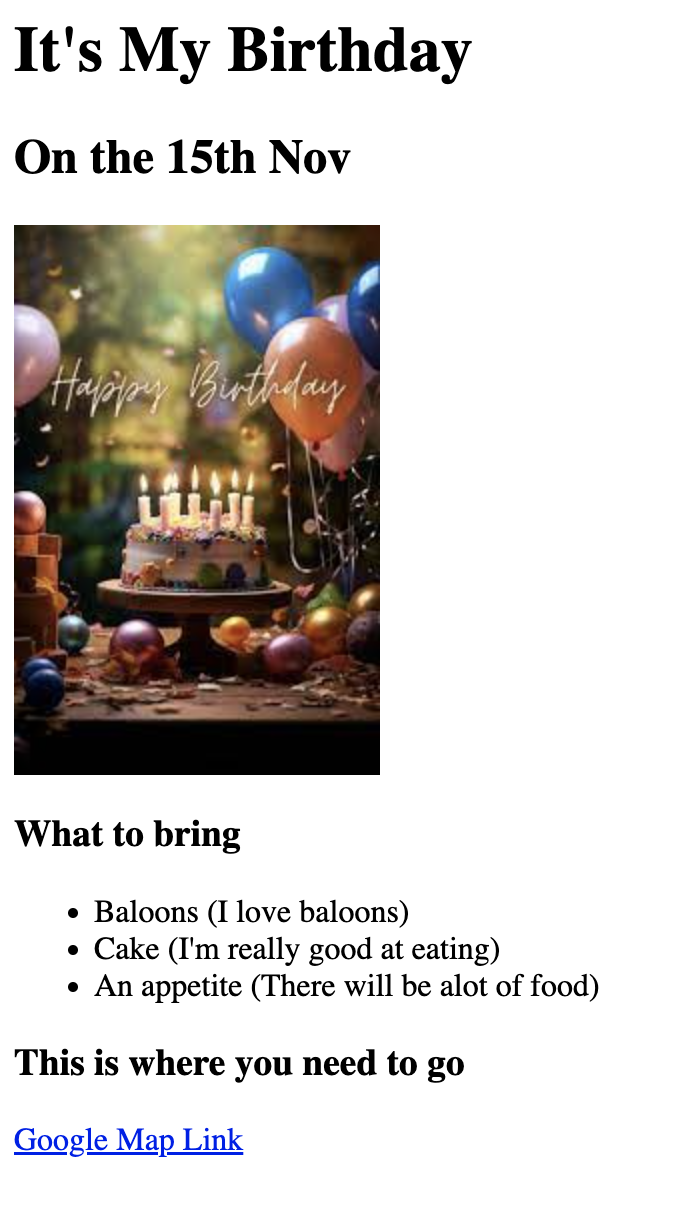 It's My Birthday
On the 15th Nov
Happy Birthday
What to bring
• Baloons (I love baloons)
• Cake (I'm really good at eating)
• An appetite (There will be alot of food)
This is where you need to go
Google Map Link